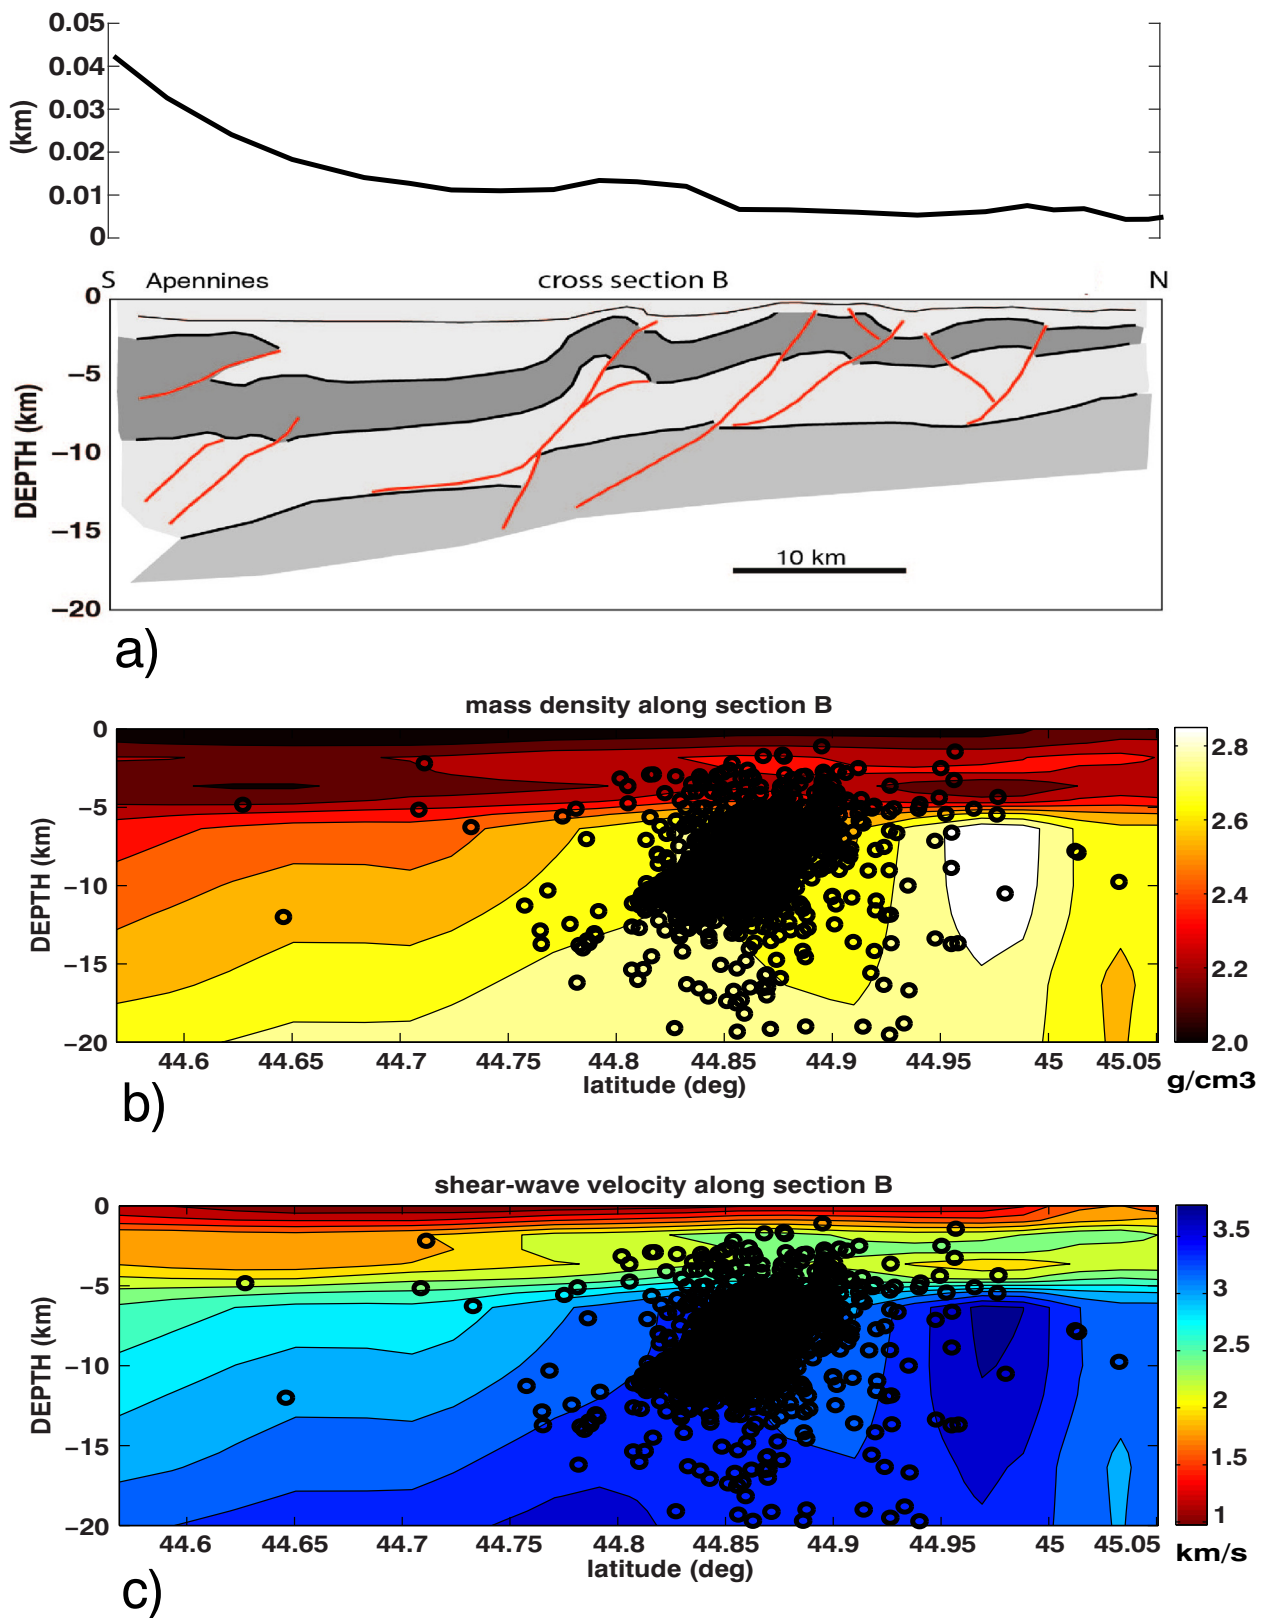 0.05
0.04
0.03
0.02
0.01
0
(km)
S Apennines cross section B N
0
−5
−10
−15
−20
DEPTH (km)
10 km
a)
mass density along section B
0
−5
−10
−15
−20
DEPTH (km)
44.6 44.65 44.7 44.75 44.8 44.85 44.9 44.95 45 45.05
latitude (deg)
2.8
2.6
2.4
2.2
2.0
g/cm3
b)
shear-wave velocity along section B
0
−5
−10
−15
−20
DEPTH (km)
44.6 44.65 44.7 44.75 44.8 44.85 44.9 44.95 45 45.05
latitude (deg)
3.5
3
2.5
2
1.5
1
km/s
c)